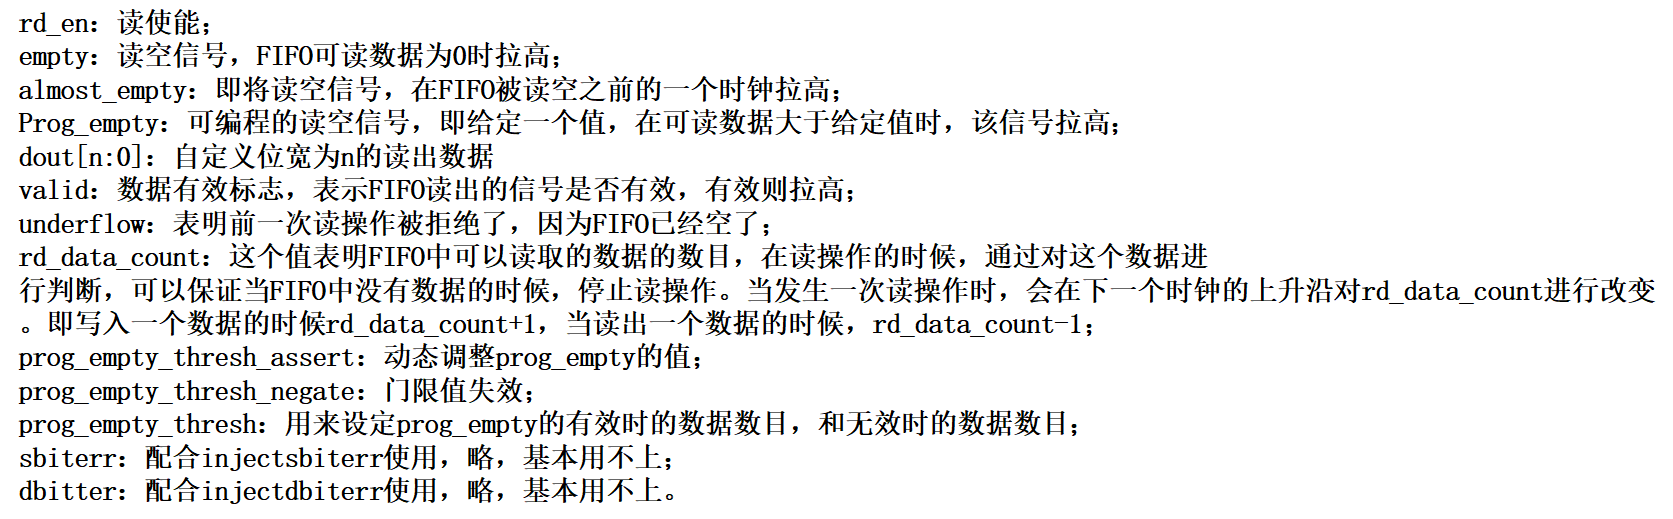 rd_en：读使能；
empty：读空信号，FIFO可读数据为0时拉高；
almost_empty：即将读空信号，在FIFO被读空之前的一个时钟拉高；
Prog_empty：可编程的读空信号，即给定一个值，在可读数据大于给定值时，该信号拉高；
dout[n:0]：自定义位宽为n的读出数据
valid：数据有效标志，表示FIFO读出的信号是否有效，有效则拉高；
underflow：表明前一次读操作被拒绝了，因为FIFO已经空了；
rd_data_count：这个值表明FIFO中可以读取的数据的数目，在读操作的时候，通过对这个数据进
行判断，可以保证当FIFO中没有数据的时候，停止读操作。当发生一次读操作时，会在下一个时钟的上升沿对rd_data_count进行改变
。即写入一个数据的时候rd_data_count+1，当读出一个数据的时候，rd_data_count-1；
prog_empty_thresh_assert：动态调整prog_empty的值；
prog_empty_thresh_negate：门限值失效；
prog_empty_thresh：用来设定prog_empty的有效时的数据数目，和无效时的数据数目；
sbiterr：配合injectsbiterr使用，略，基本用不上；
dbitter：配合injectdbiterr使用，略，基本用不上。